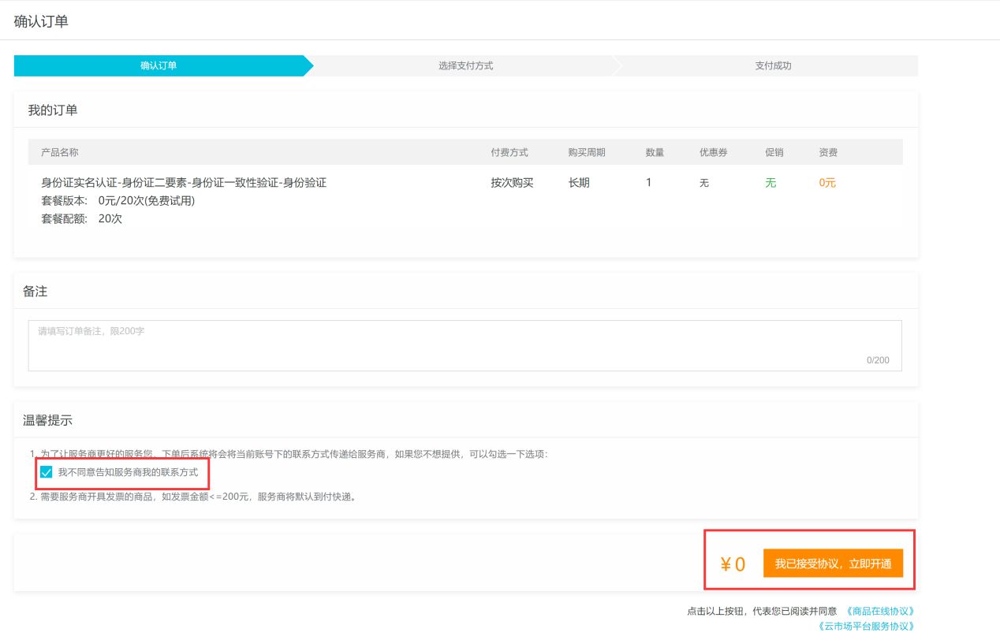 确认订单
确认订单 选择支付方式 支付成功
我的订单
产品名称 付费方式 购买周期 数量 优惠券 促销 资费
身份证实名认证-身份证二要素-身份证一致性验证-身份验证 按次购买 长期 1 无 无 0元
套餐版本: 0元/20次(免费试用)
套餐配额: 20次
备注
请填写订单备注，限200字
0/200
温馨提示
1. 为了让服务商更好的服务您，下单后系统将会将当前账号下的联系方式传递给服务商，如果您不想提供，可以勾选一下选项:
我不同意告知服务商我的联系方式
2. 需要服务商开具发票的商品，如发票金额<=200元，服务商将默认到付快递。
¥0 我已接受协议，立即开通
点击以上按钮，代表您已阅读并同意 《商品在线协议》
《云市场平台服务协议》